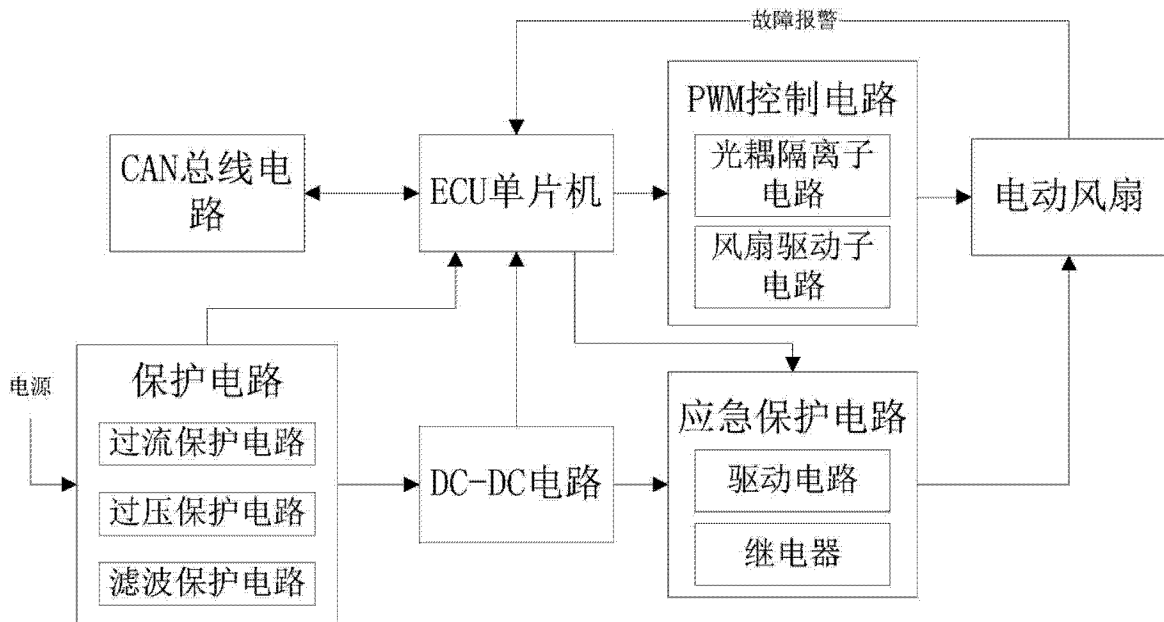 故障报警
PWM控制电路
光耦隔离子
电路
风扇驱动子
电路
CAN总线电
路
ECU单片机
电动风扇
电源
保护电路
过流保护电路
过压保护电路
滤波保护电路
DC-DC电路
应急保护电路
驱动电路
继电器